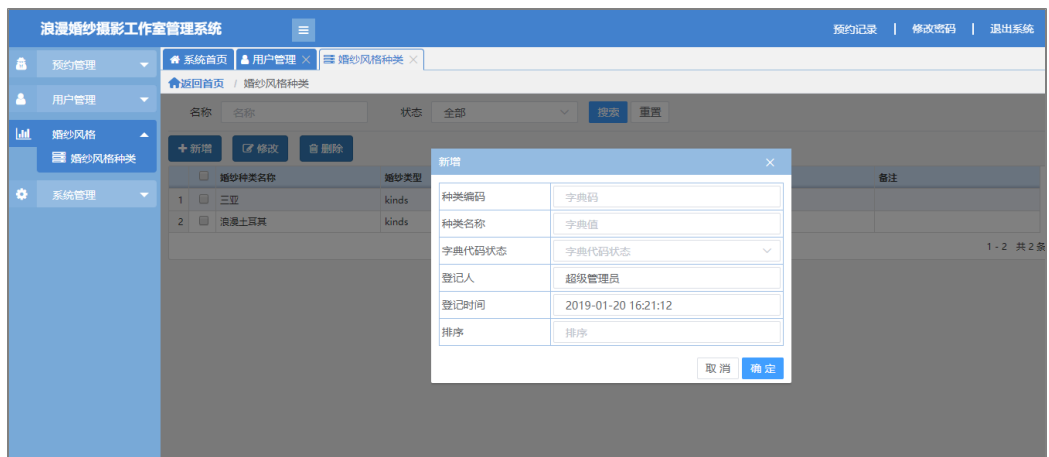 浪漫婚纱摄影工作室管理系统 预约记录 | 修改密码 | 退出系统
预约管理
用户管理
婚纱风格
婚纱风格种类
系统管理
系统首页 用户管理 × 婚纱风格种类 ×
返回首页 / 婚纱风格种类
名称 名称 状态 全部 搜索 重置
+新增 修改 删除
婚纱种类名称 婚纱类型 备注
1 三亚 kinds
2 浪漫土耳其 kinds
1 - 2 共 2 条
新增 ×
种类编码 字典码
种类名称 字典值
字典代码状态 字典代码状态
登记人 超级管理员
登记时间 2019-01-20 16:21:12
排序 排序
取 消 确 定